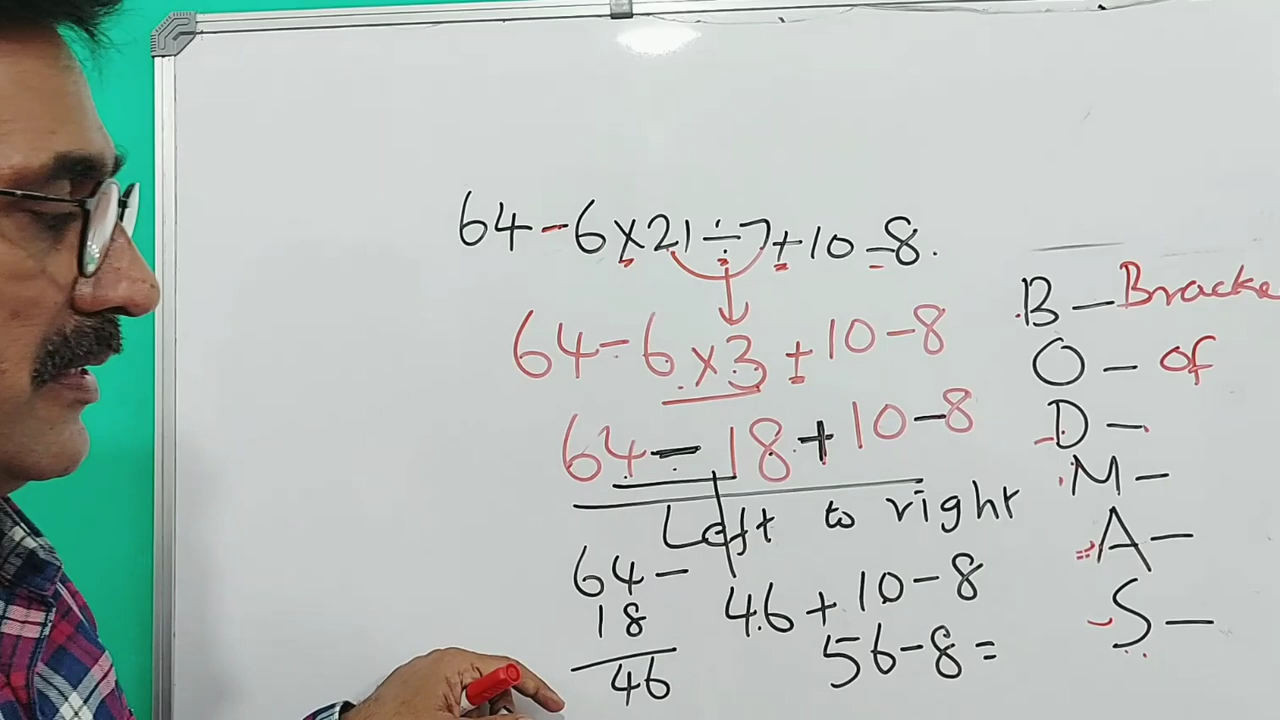 64-6×21÷7+10-8.
64-6×3+10-8
64-18+10-8
Left to right
64-
18
46
46+10-8
56-8=
B-Bracke
O-of
D-
M-
A-
S-